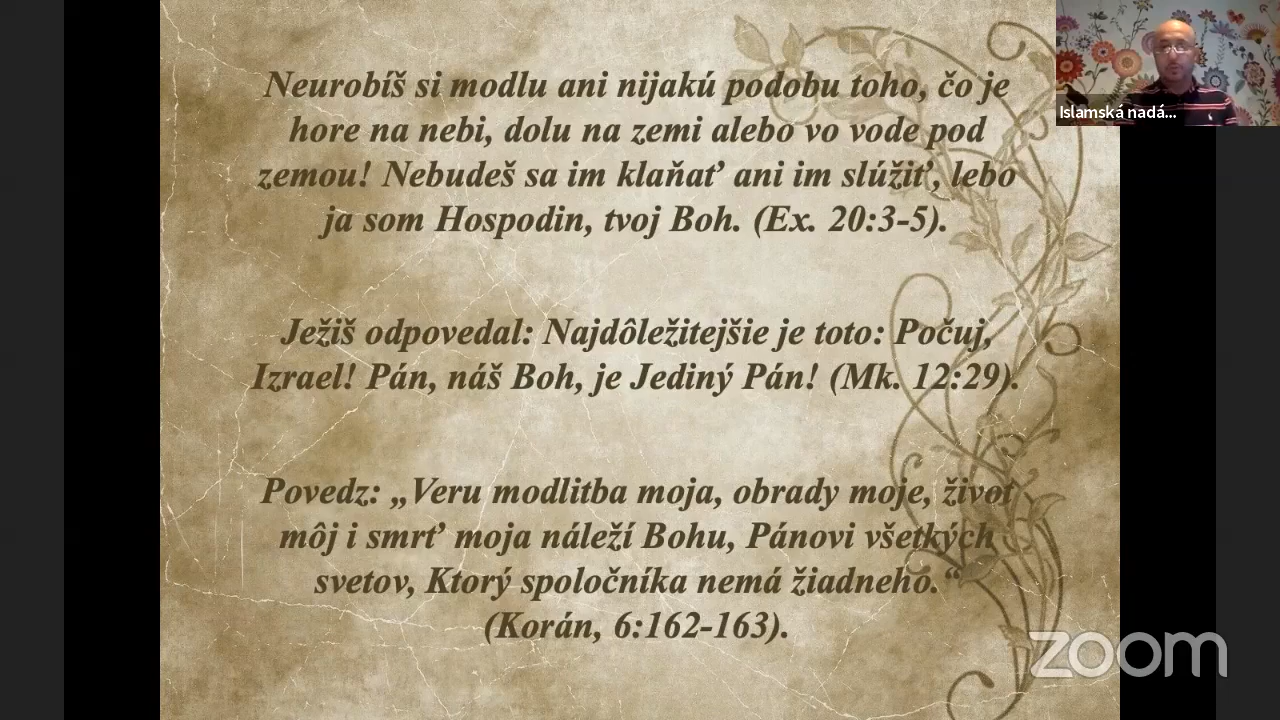 Neurobíš si modlu ani nijakú podobu toho, čo je
hore na nebi, dolu na zemi alebo vo vode pod
zemou! Nebudeš sa im klaňať ani im slúžiť, lebo
ja som Hospodin, tvoj Boh. (Ex. 20:3-5).
Ježiš odpovedal: Najdôležitejšie je toto: Počuj,
Izrael! Pán, náš Boh, je Jediný Pán! (Mk. 12:29).
Povedz: „Veru modlitba moja, obrady moje, život
môj i smrť moja náleží Bohu, Pánovi všetkých
svetov, Ktorý spoločníka nemá žiadneho.“
(Korán, 6:162-163).
Islamská nadá...
zoom